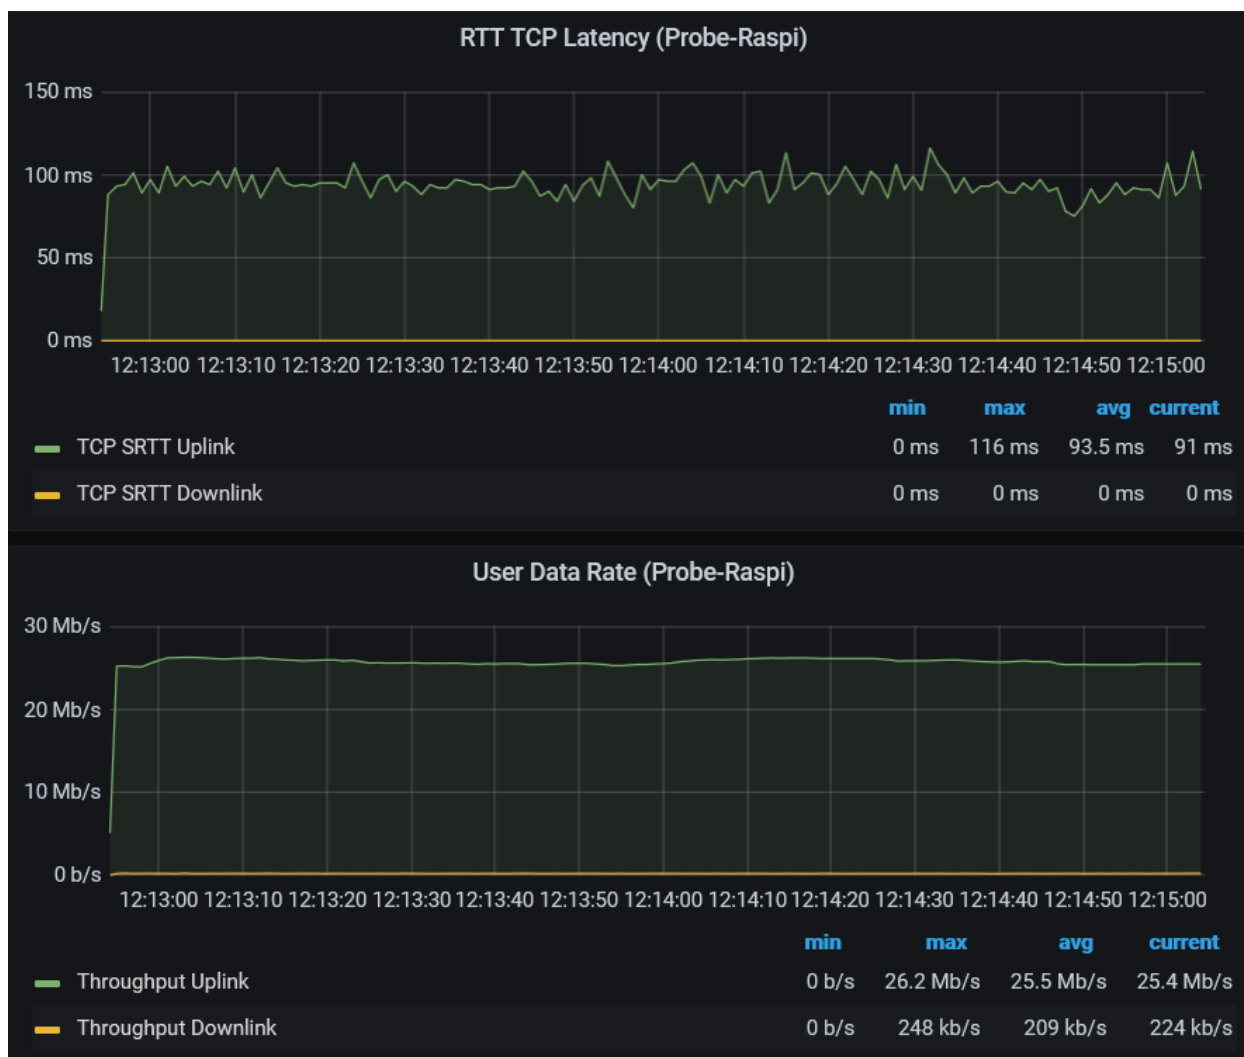 RTT TCP Latency (Probe-Raspi)
150 ms
100 ms
50 ms
0 ms
12:13:00 12:13:10 12:13:20 12:13:30 12:13:40 12:13:50 12:14:00 12:14:10 12:14:20 12:14:30 12:14:40 12:14:50 12:15:00
min max avg current
TCP SRTT Uplink 0 ms 116 ms 93.5 ms 91 ms
TCP SRTT Downlink 0 ms 0 ms 0 ms 0 ms
User Data Rate (Probe-Raspi)
30 Mb/s
20 Mb/s
10 Mb/s
0 b/s
12:13:00 12:13:10 12:13:20 12:13:30 12:13:40 12:13:50 12:14:00 12:14:10 12:14:20 12:14:30 12:14:40 12:14:50 12:15:00
min max avg current
Throughput Uplink 0 b/s 26.2 Mb/s 25.5 Mb/s 25.4 Mb/s
Throughput Downlink 0 b/s 248 kb/s 209 kb/s 224 kb/s